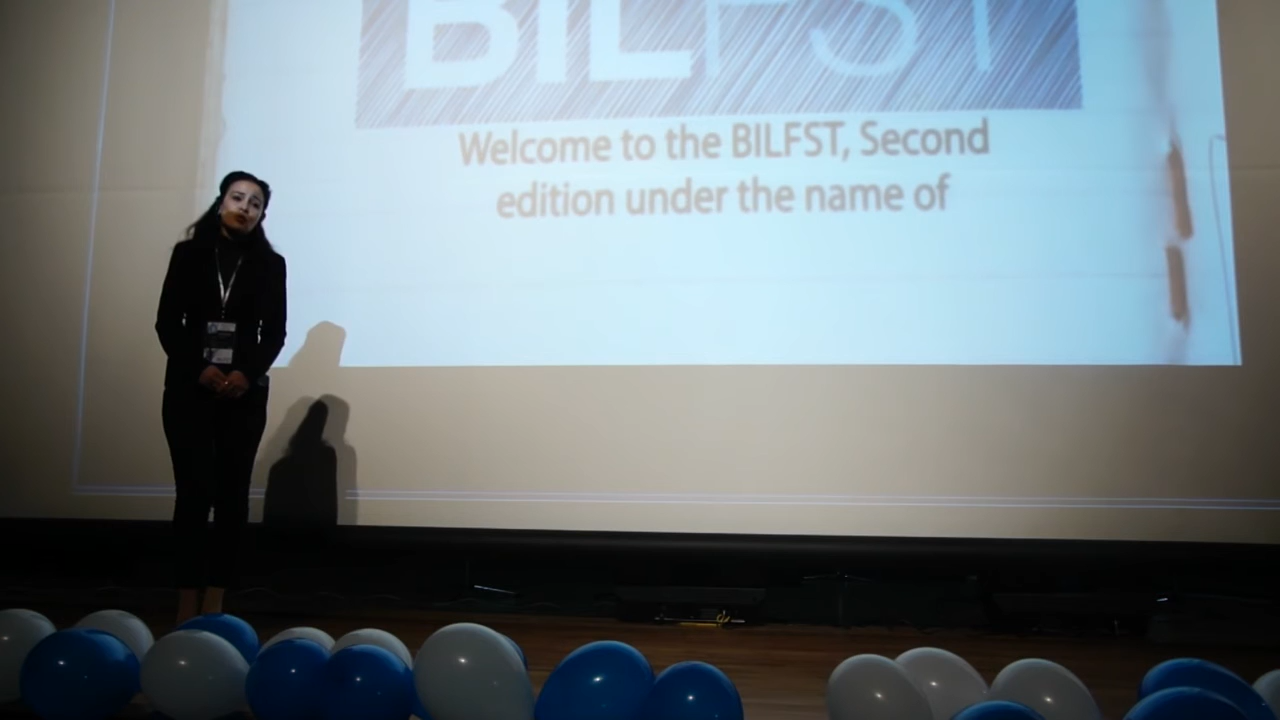 BILFST
Welcome to the BILFST, Second
edition under the name of